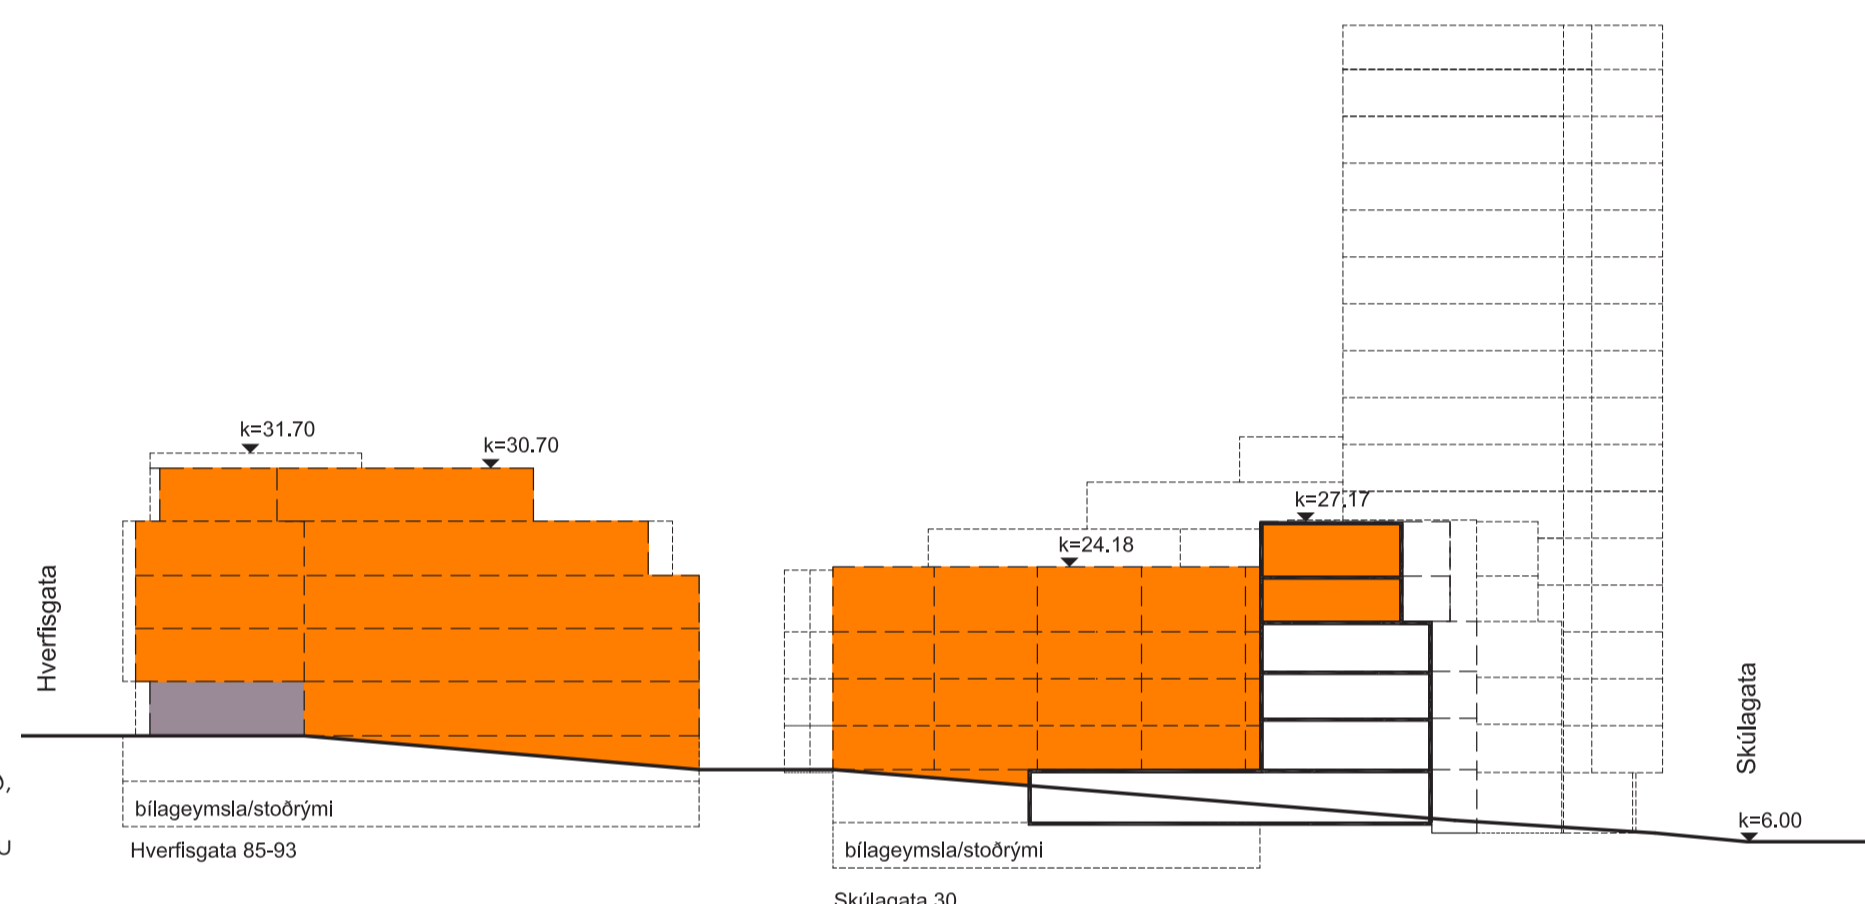 k=31.70
k=30.70
k=27.17
k=24.18
Hverfisgata
Skúlagata
k=6.00
bílageymsla/stoðrými
Hverfisgata 85-93
bílageymsla/stoðrými
Skúlagata 30